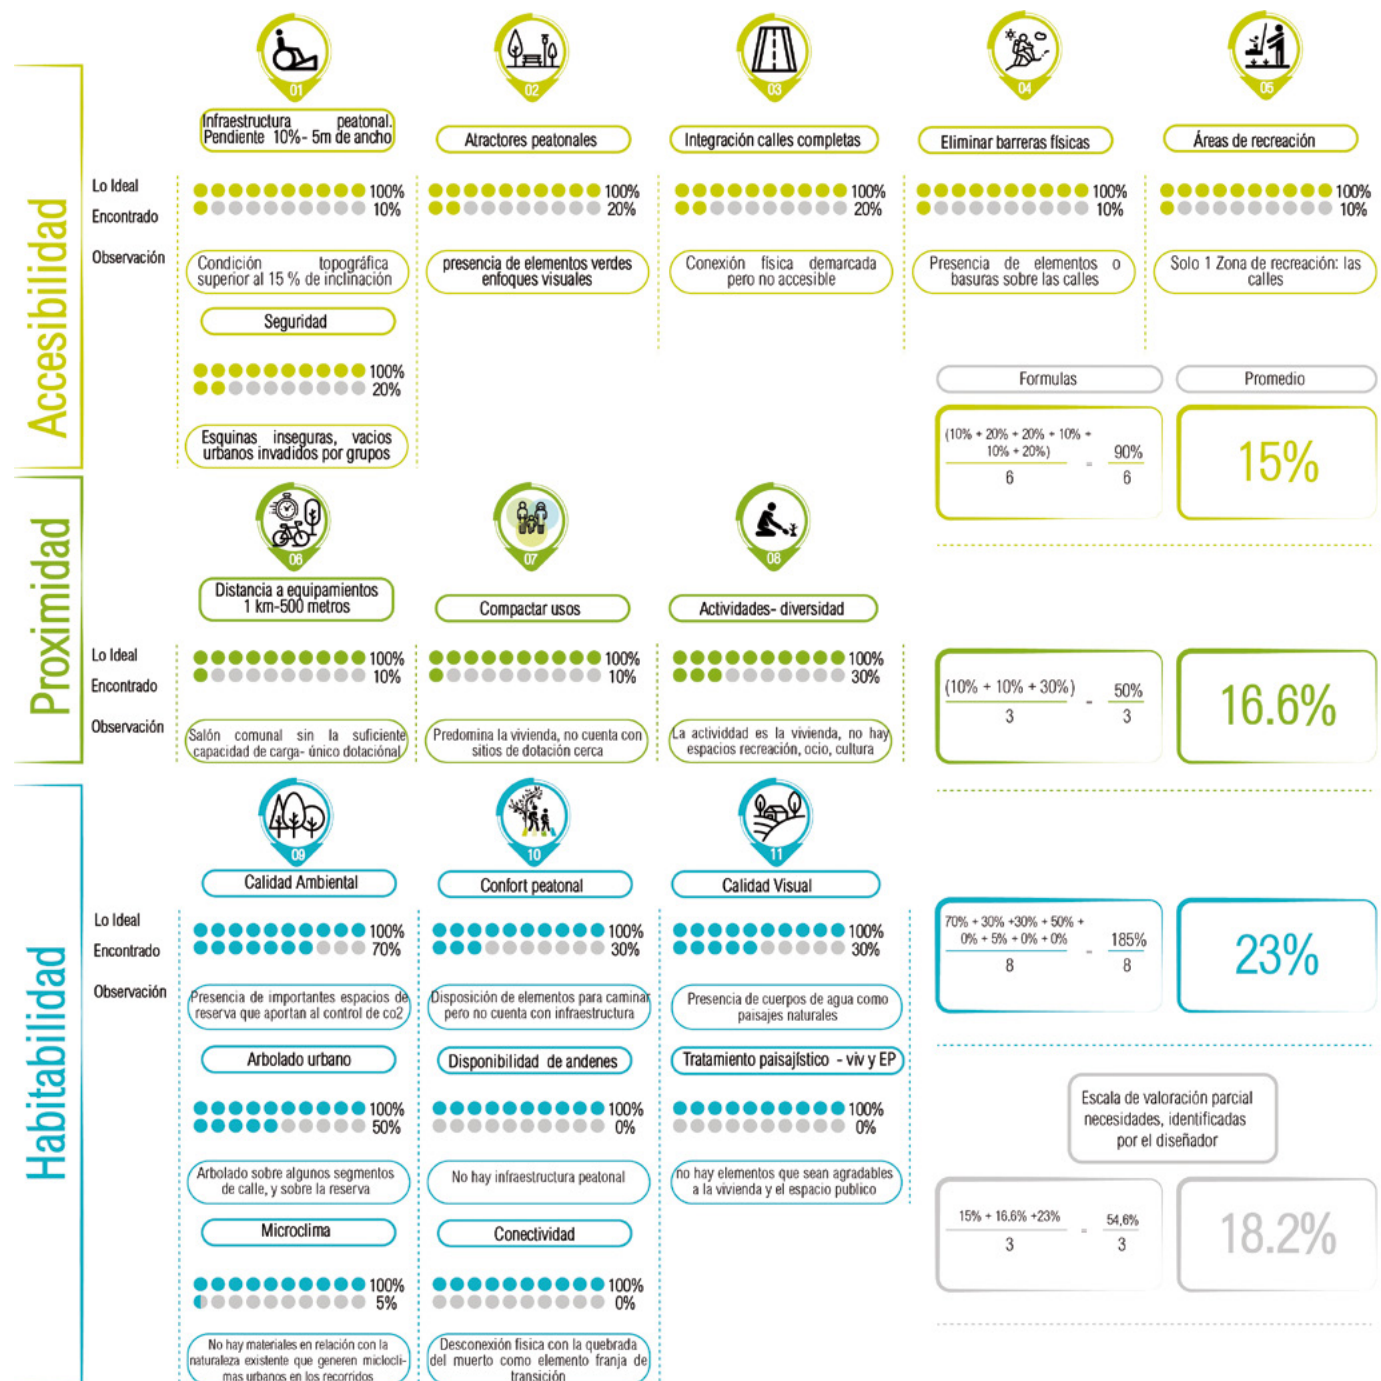 Accesibilidad
01
Infraestructura peatonal.
Pendiente 10%- 5m de ancho
02
Atractores peatonales
03
Integración calles completas
04
Eliminar barreras físicas
05
Áreas de recreación
Lo Ideal
100%
100%
100%
100%
100%
Encontrado
10%
20%
20%
10%
10%
Observación
Condición topográfica
superior al 15 % de inclinación
presencia de elementos verdes
enfoques visuales
Conexión física demarcada
pero no accesible
Presencia de elementos o
basuras sobre las calles
Solo 1 Zona de recreación: las
calles
Seguridad
100%
20%
Esquinas inseguras, vacios
urbanos invadidos por grupos
Formulas
Promedio
(10% + 20% + 20% + 10% +
10% + 20%)
6
-
90%
6
15%
Proximidad
06
Distancia a equipamientos
1 km-500 metros
07
Compactar usos
08
Actividades- diversidad
Lo Ideal
100%
100%
100%
Encontrado
10%
10%
30%
Observación
Salón comunal sin la suficiente
capacidad de carga- único dotaciónal
Predomina la vivienda, no cuenta con
sitios de dotación cerca
La actividdad es la vivienda, no hay
espacios recreación, ocio, cultura
(10% + 10% + 30%)
3
-
50%
3
16.6%
Habitabilidad
09
Calidad Ambiental
10
Confort peatonal
11
Calidad Visual
Lo Ideal
100%
100%
100%
Encontrado
70%
30%
30%
Observación
Presencia de importantes espacios de
reserva que aportan al control de co2
Disposición de elementos para caminar
pero no cuenta con infraestructura
Presencia de cuerpos de agua como
paisajes naturales
Arbolado urbano
100%
50%
Arbolado sobre algunos segmentos
de calle, y sobre la reserva
Disponibilidad de andenes
100%
0%
No hay infraestructura peatonal
Tratamiento paisajístico - viv y EP
100%
0%
no hay elementos que sean agradables
a la vivienda y el espacio publico
Microclima
100%
5%
No hay materiales en relación con la
naturaleza existente que generen miclocli-
mas urbanos en los recorridos
Conectividad
100%
0%
Desconexión física con la quebrada
del muerto como elemento franja de
transición
70% + 30% +30% + 50% +
0% + 5% + 0% + 0%
8
-
185%
8
23%
Escala de valoración parcial
necesidades, identificadas
por el diseñador
15% + 16.6% +23%
3
=
54,6%
3
18.2%